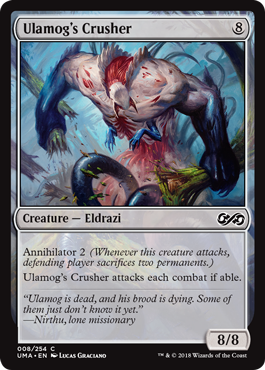 Ulamog's Crusher 8
Creature — Eldrazi
Annihilator 2 (Whenever this creature attacks,
defending player sacrifices two permanents.)
Ulamog's Crusher attacks each combat if able.
"Ulamog is dead, and his brood is dying. Some of
them just don't know it yet."
—Nirthu, lone missionary
8/8
008/254 C
UMA • EN Lucas Graciano
™ & © 2018 Wizards of the Coast